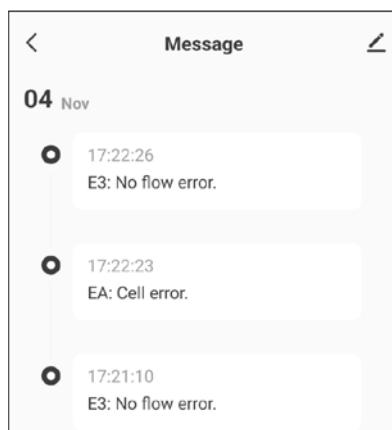 Message
04 Nov
17:22:26
E3: No flow error.
17:22:23
EA: Cell error.
17:21:10
E3: No flow error.